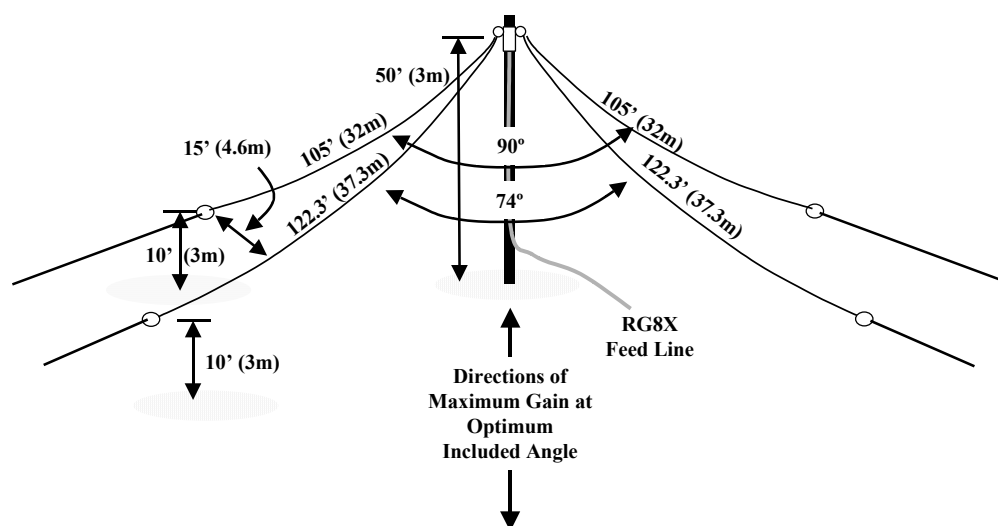 50’ (3m)
105’ (32m)
105’ (32m)
15’ (4.6m)
90º
122.3’ (37.3m)
122.3’ (37.3m)
74º
10’ (3m)
RG8X
Feed Line
10’ (3m)
Directions of
Maximum Gain at
Optimum
Included Angle